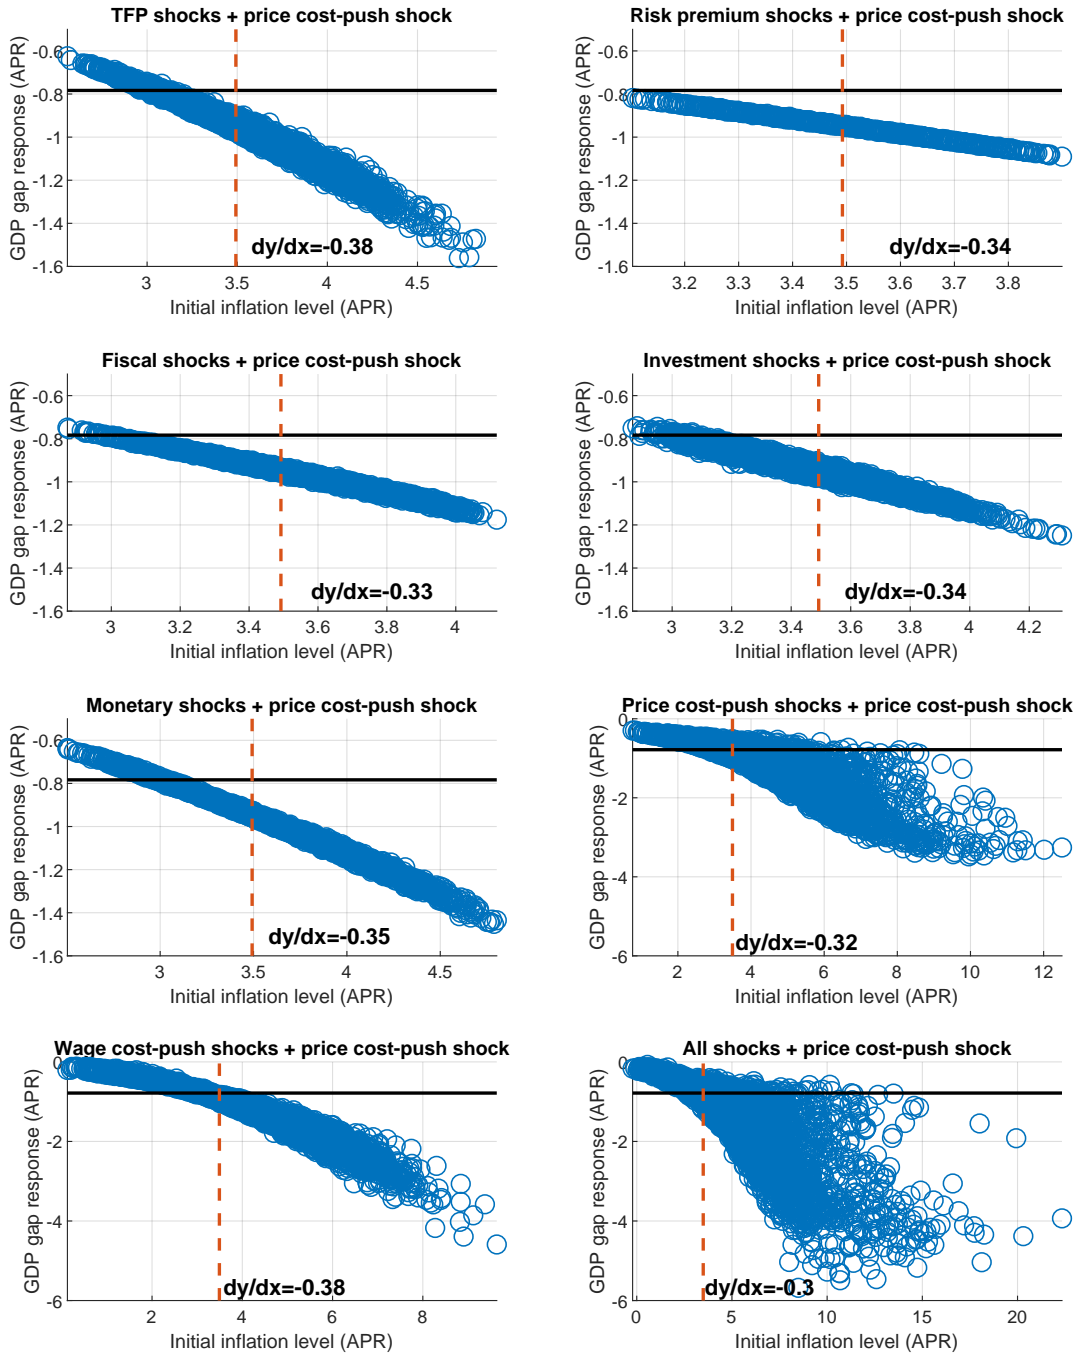 TFP shocks + price cost-push shock
GDP gap response (APR)
-0.6
-0.8
-1
-1.2
-1.4
-1.6
dy/dx=-0.38
3
3.5
4
4.5
Initial inflation level (APR)
Risk premium shocks + price cost-push shock
GDP gap response (APR)
-0.6
-0.8
-1
-1.2
-1.4
-1.6
dy/dx=-0.34
3.2
3.3
3.4
3.5
3.6
3.7
3.8
Initial inflation level (APR)
Fiscal shocks + price cost-push shock
GDP gap response (APR)
-0.6
-0.8
-1
-1.2
-1.4
-1.6
dy/dx=-0.33
3
3.2
3.4
3.6
3.8
4
Initial inflation level (APR)
Investment shocks + price cost-push shock
GDP gap response (APR)
-0.6
-0.8
-1
-1.2
-1.4
-1.6
dy/dx=-0.34
3
3.2
3.4
3.6
3.8
4
4.2
Initial inflation level (APR)
Monetary shocks + price cost-push shock
GDP gap response (APR)
-0.6
-0.8
-1
-1.2
-1.4
-1.6
dy/dx=-0.35
3
3.5
4
4.5
Initial inflation level (APR)
Price cost-push shocks + price cost-push shock
GDP gap response (APR)
0
-2
-4
-6
dy/dx=-0.32
2
4
6
8
10
12
Initial inflation level (APR)
Wage cost-push shocks + price cost-push shock
GDP gap response (APR)
0
-2
-4
-6
dy/dx=-0.38
2
4
6
8
Initial inflation level (APR)
All shocks + price cost-push shock
GDP gap response (APR)
0
-2
-4
-6
dy/dx=-0.3
0
5
10
15
20
Initial inflation level (APR)